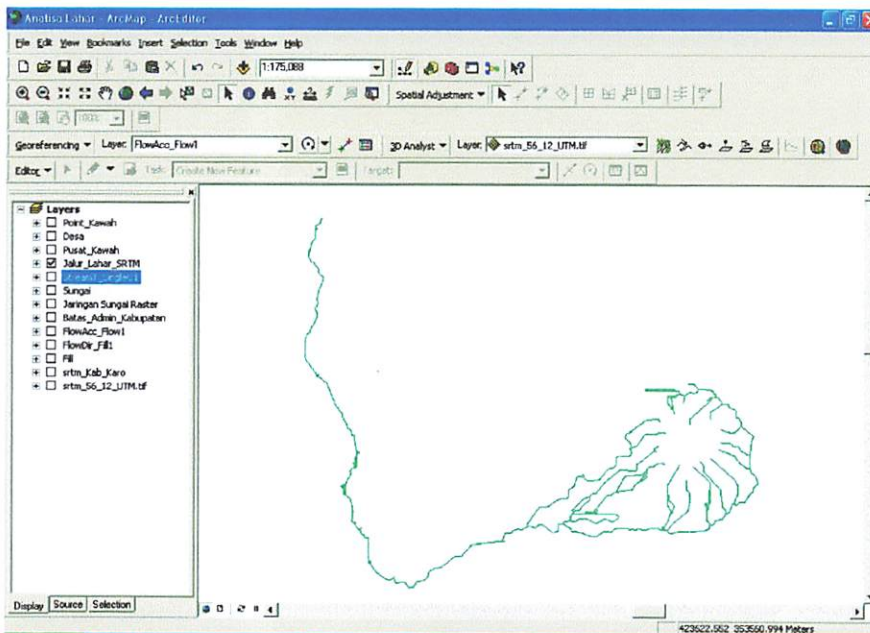 Analisa Lahar - ArcMap - ArcEditor
File Edit View Bookmarks Insert Selection Tools Window Help
1:175,088
Spatial Adjustment
100%
Georeferencing Layer: FlowAcc_Flow1 3D Analyst Layer: srtm_56_12_UTM.tif
Editor Task: Create New Feature Target:
Layers
Point_Kawah
Desa
Pusat_Kawah
Jalur_Lahar_SRTM
Sungai
Jaringan Sungai Raster
Batas_Admin_Kabupaten
FlowAcc_Flow1
FlowDir_Fill1
Fill
srtm_Kab_Karo
srtm_56_12_UTM.tif
Display Source Selection
423622.552 353560.994 Meters